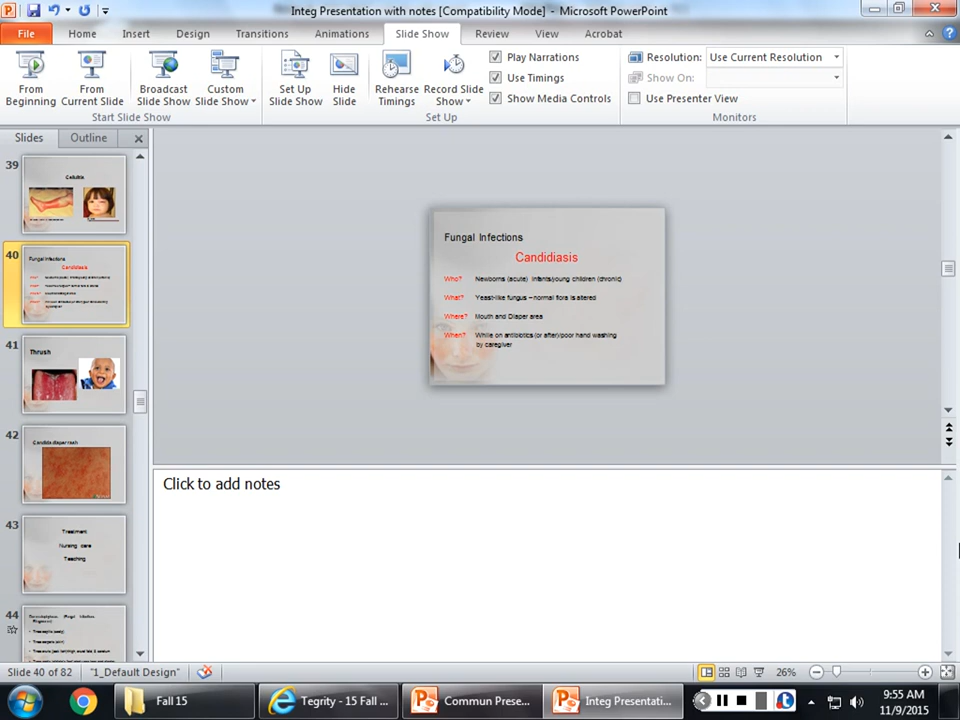 Integ Presentation with notes [Compatibility Mode] - Microsoft PowerPoint
File Home Insert Design Transitions Animations Slide Show Review View Acrobat
From Beginning
From Current Slide
Broadcast Slide Show
Custom Slide Show
Start Slide Show
Set Up Slide Show
Hide Slide
Rehearse Timings
Record Slide Show
Play Narrations
Use Timings
Show Media Controls
Set Up
Resolution: Use Current Resolution
Show On:
Use Presenter View
Monitors
Slides Outline
39
Cellulitis
40
Fungal Infections
Candidiasis
41
Thrush
42
Candida diaper rash
43
Treatment
Nursing care
Teaching
44
Fungal Infections
Candidiasis
Who? Newborns (acute) infants/young children (chronic)
What? Yeast-like fungus – normal flora is altered
Where? Mouth and Diaper area
When? While on antibiotics (or after)/poor hand washing
by caregiver
Click to add notes
Slide 40 of 82 "1_Default Design" 26%
Fall 15
Tegrity - 15 Fall ...
Commun Prese...
Integ Presentati...
9:55 AM
11/9/2015